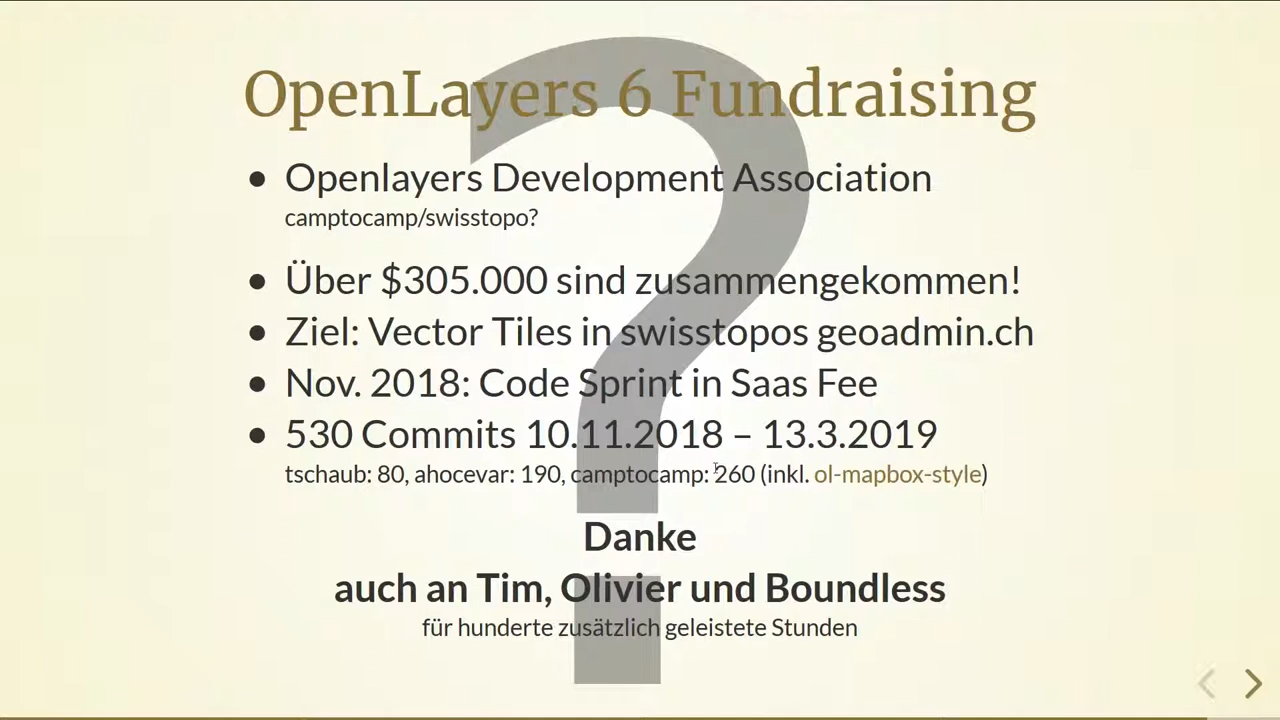 OpenLayers 6 Fundraising
• Openlayers Development Association
camptocamp/swisstopo?
• Über $305.000 sind zusammengekommen!
• Ziel: Vector Tiles in swisstopos geoadmin.ch
• Nov. 2018: Code Sprint in Saas Fee
• 530 Commits 10.11.2018 – 13.3.2019
tschaub: 80, ahocevar: 190, camptocamp: 260 (inkl. ol-mapbox-style)
Danke
auch an Tim, Olivier und Boundless
für hunderte zusätzlich geleistete Stunden
?